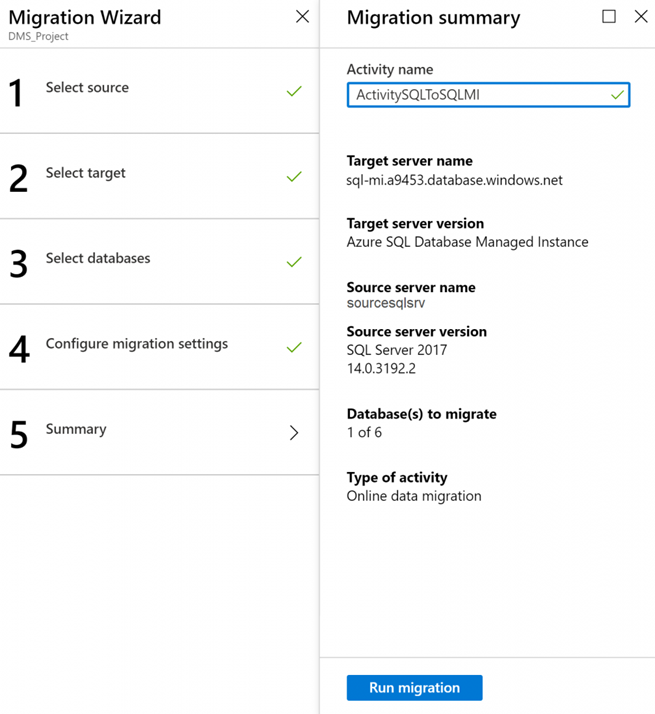 Migration Wizard
DMS_Project
1 Select source
2 Select target
3 Select databases
4 Configure migration settings
5 Summary
Migration summary
Activity name
ActivitySQLToSQLMI
Target server name
sql-mi.a9453.database.windows.net
Target server version
Azure SQL Database Managed Instance
Source server name
sourcesqlsrv
Source server version
SQL Server 2017
14.0.3192.2
Database(s) to migrate
1 of 6
Type of activity
Online data migration
Run migration